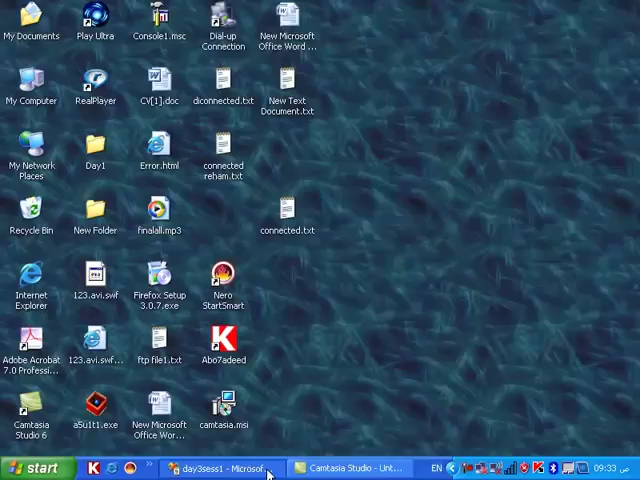 My Documents
Play Ultra
Console1.msc
Dial-up
Connection
New Microsoft
Office Word ...
My Computer
RealPlayer
CV[1].doc
diconnected.txt
New Text
Document.txt
My Network
Places
Day1
Error.html
connected
reham.txt
Recycle Bin
New Folder
finalall.mp3
connected.txt
Internet
Explorer
123.avi.swf
Firefox Setup
3.0.7.exe
Nero
StartSmart
Adobe Acrobat
7.0 Professi...
123.avi.swf...
ftp file1.txt
Abo7adeed
Camtasia
Studio 6
a5u1t1.exe
New Microsoft
Office Wor...
camtasia.msi
start
day3sess1 - Microsof...
Camtasia Studio - Unt...
EN
09:33 ص